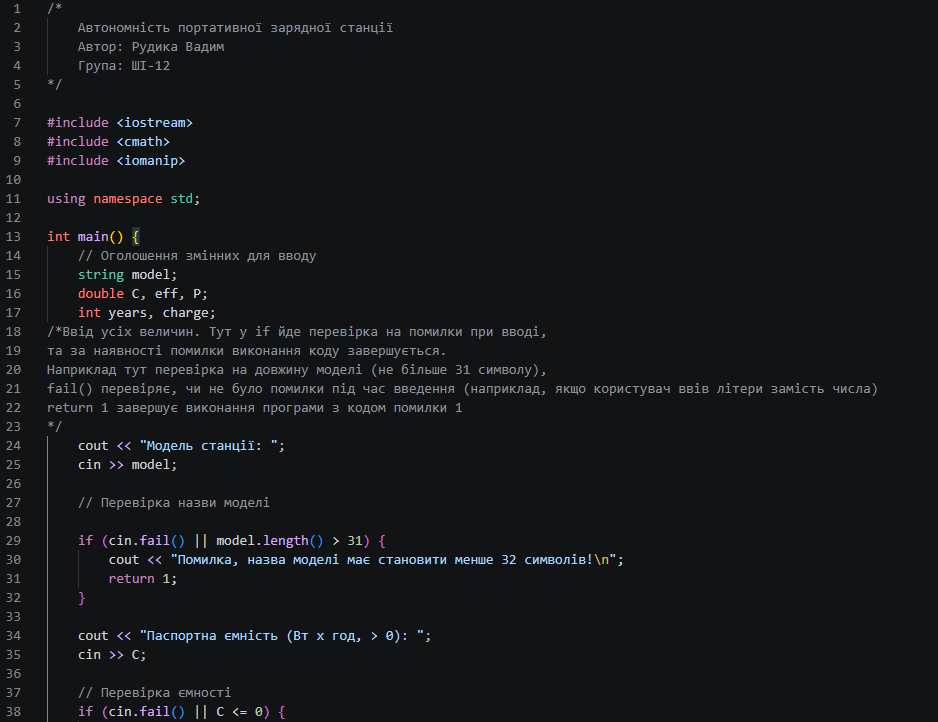 1 /*
2 Автономність портативної зарядної станції
3 Автор: Рудика Вадим
4 Група: ШІ-12
5 */
6
7 #include <iostream>
8 #include <cmath>
9 #include <iomanip>
10
11 using namespace std;
12
13 int main() {
14 // Оголошення змінних для вводу
15 string model;
16 double C, eff, P;
17 int years, charge;
18 /*Ввід усіх величин. Тут у if йде перевірка на помилки при вводі,
19 та за наявності помилки виконання коду завершується.
20 Наприклад тут перевірка на довжину моделі (не більше 31 символу),
21 fail() перевіряє, чи не було помилки під час введення (наприклад, якщо користувач ввів літери замість числа)
22 return 1 завершує виконання програми з кодом помилки 1
23 */
24 cout << "Модель станції: ";
25 cin >> model;
26
27 // Перевірка назви моделі
28
29 if (cin.fail() || model.length() > 31) {
30 cout << "Помилка, назва моделі має становити менше 32 символів!\n";
31 return 1;
32 }
33
34 cout << "Паспортна ємність (Вт х год, > 0): ";
35 cin >> C;
36
37 // Перевірка ємності
38 if (cin.fail() || C <= 0) {